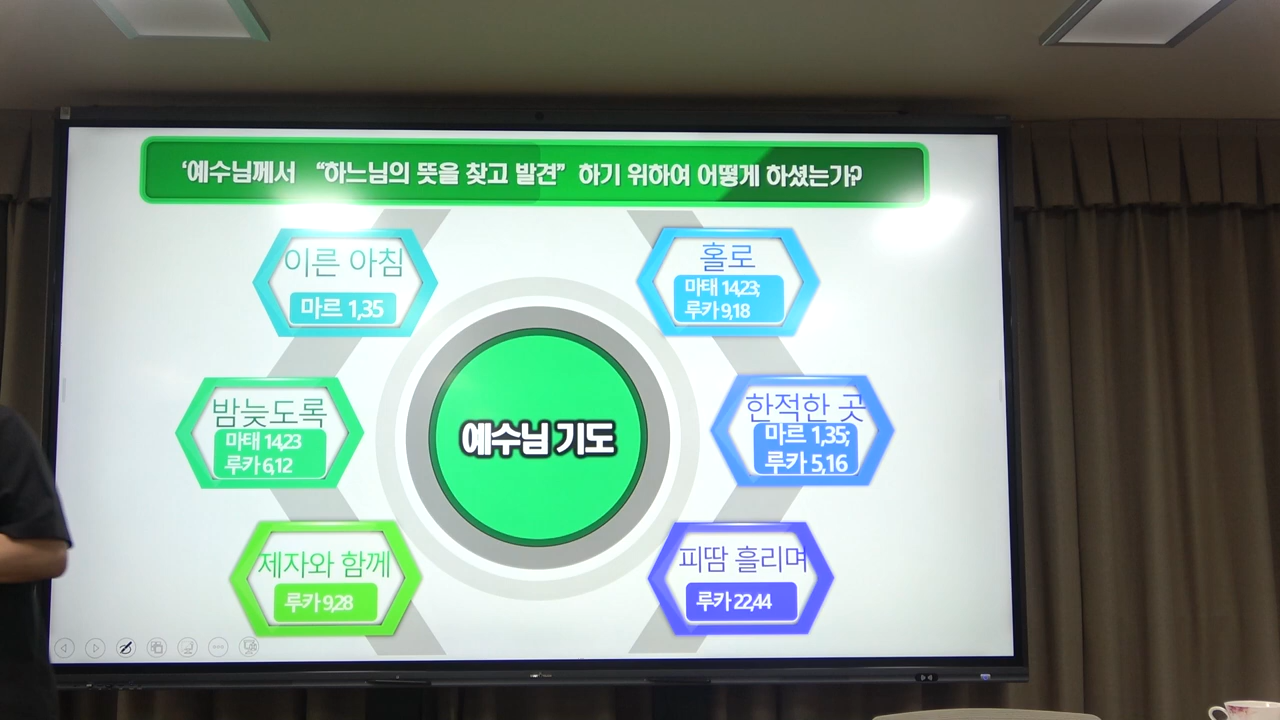 ‘예수님께서 “하느님의 뜻을 찾고 발견” 하기 위하여 어떻게 하셨는가?
이른 아침
마르 1,35
홀로
마태 14,23;
루카 9,18
밤늦도록
마태 14,23
루카 6,12
예수님 기도
한적한 곳
마르 1,35;
루카 5,16
제자와 함께
루카 9,28
피땀 흘리며
루카 22,44